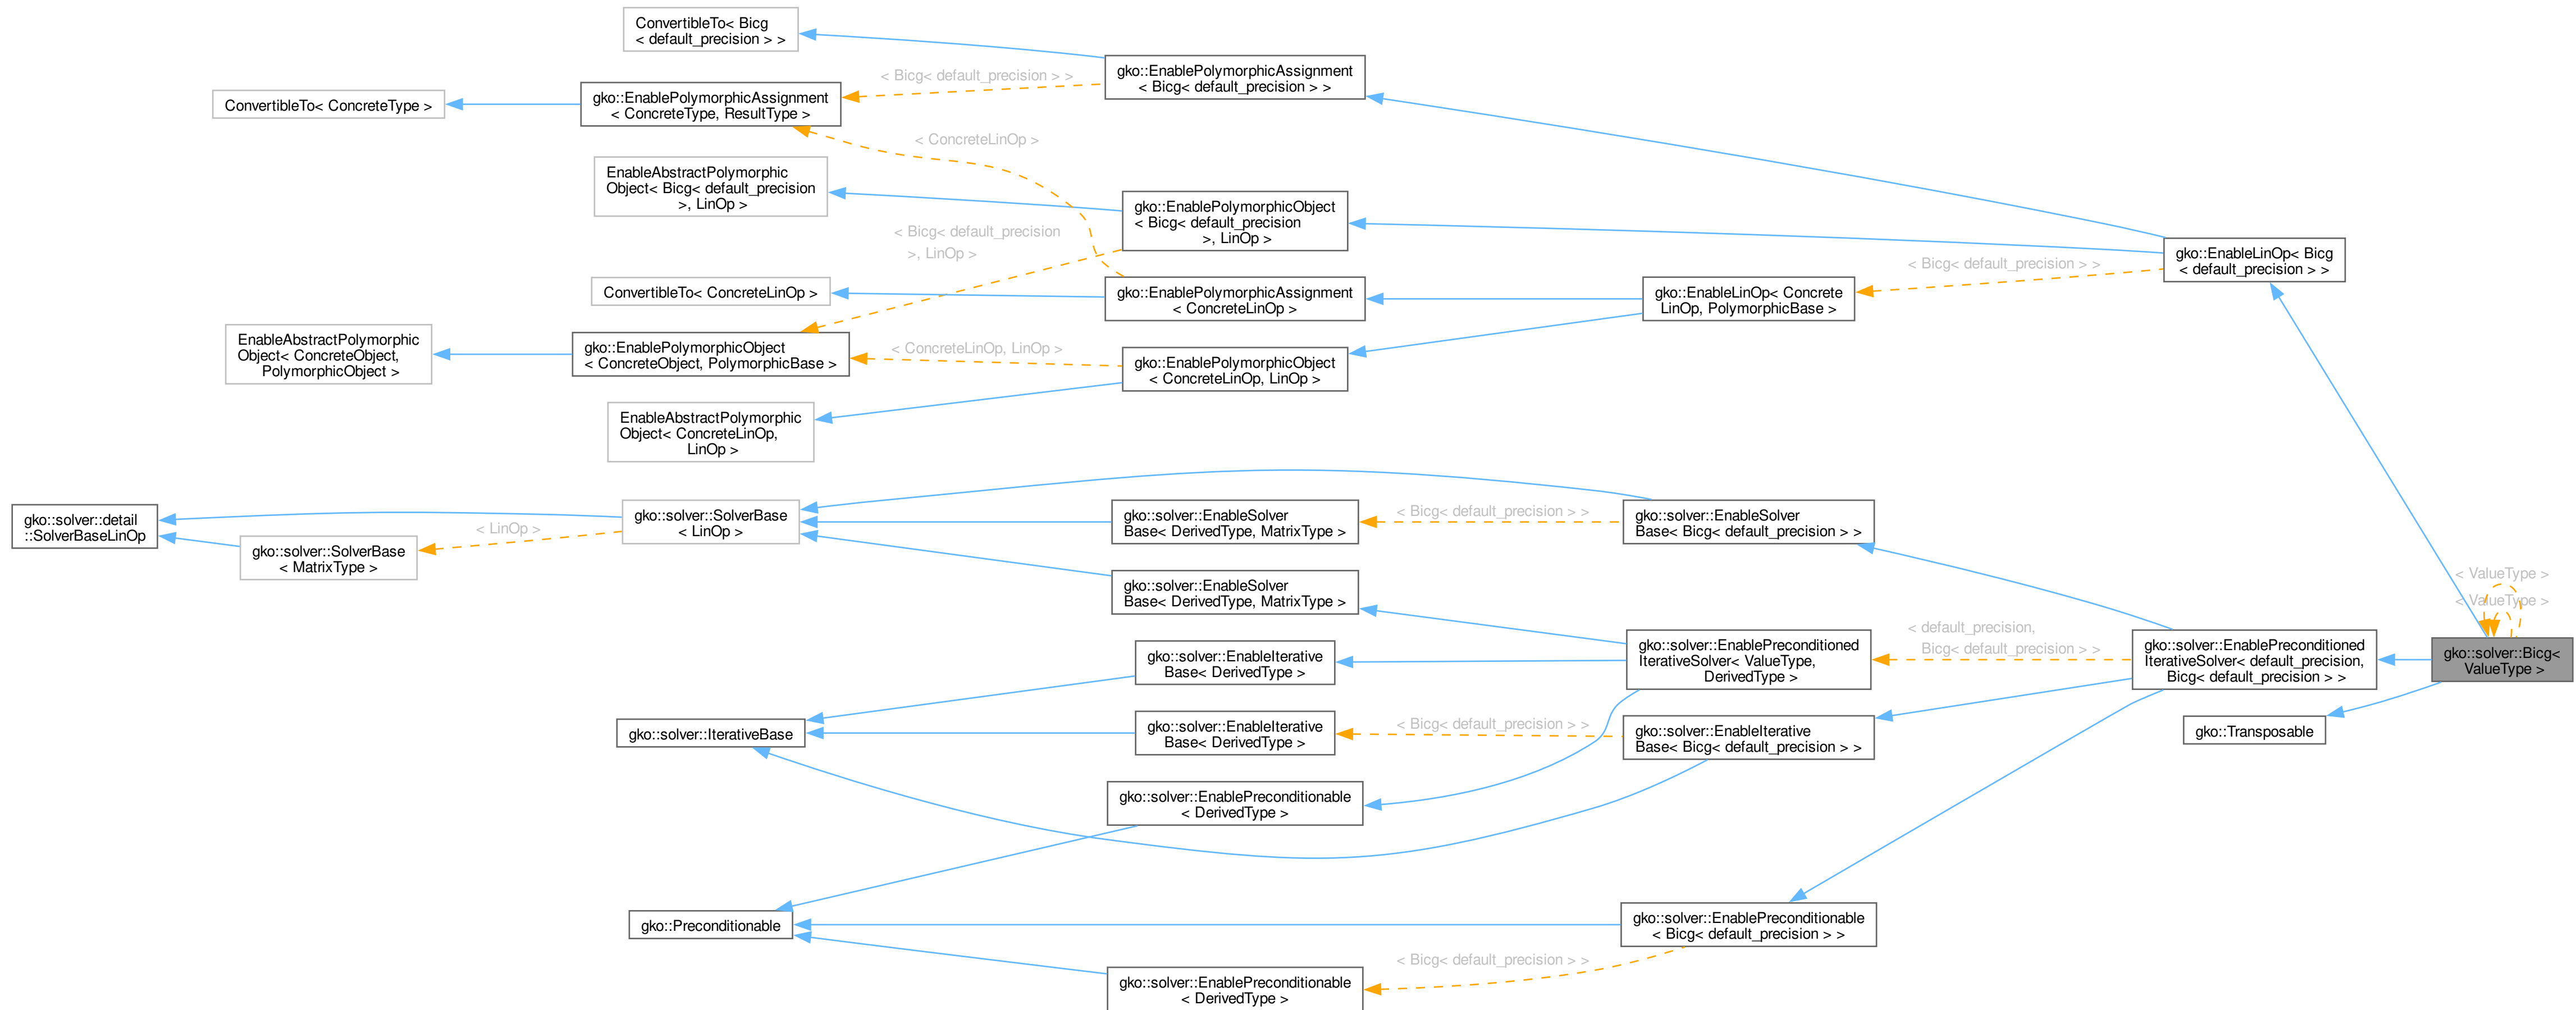 ConvertibleTo< Bicg
< default_precision > >
gko::EnablePolymorphicAssignment
< Bicg< default_precision > >
< Bicg< default_precision > >
ConvertibleTo< ConcreteType >
gko::EnablePolymorphicAssignment
< ConcreteType, ResultType >
< ConcreteLinOp >
EnableAbstractPolymorphic
Object< Bicg< default_precision
>, LinOp >
gko::EnablePolymorphicObject
< Bicg< default_precision
>, LinOp >
< Bicg< default_precision
>, LinOp >
gko::EnableLinOp< Bicg
< default_precision > >
< Bicg< default_precision > >
ConvertibleTo< ConcreteLinOp >
gko::EnablePolymorphicAssignment
< ConcreteLinOp >
gko::EnableLinOp< Concrete
LinOp, PolymorphicBase >
EnableAbstractPolymorphic
Object< ConcreteObject,
PolymorphicObject >
gko::EnablePolymorphicObject
< ConcreteObject, PolymorphicBase >
< ConcreteLinOp, LinOp >
gko::EnablePolymorphicObject
< ConcreteLinOp, LinOp >
EnableAbstractPolymorphic
Object< ConcreteLinOp,
LinOp >
gko::solver::detail
::SolverBaseLinOp
< LinOp >
gko::solver::SolverBase
< MatrixType >
gko::solver::SolverBase
< LinOp >
gko::solver::EnableSolver
Base< DerivedType, MatrixType >
< Bicg< default_precision > >
gko::solver::EnableSolver
Base< Bicg< default_precision > >
gko::solver::EnableSolver
Base< DerivedType, MatrixType >
< ValueType >
< ValueType >
gko::solver::EnableIterative
Base< DerivedType >
gko::solver::EnablePreconditioned
IterativeSolver< ValueType,
DerivedType >
< default_precision,
Bicg< default_precision > >
gko::solver::EnablePreconditioned
IterativeSolver< default_precision,
Bicg< default_precision > >
gko::solver::Bicg<
ValueType >
gko::solver::IterativeBase
gko::solver::EnableIterative
Base< DerivedType >
< Bicg< default_precision > >
gko::solver::EnableIterative
Base< Bicg< default_precision > >
gko::Transposable
gko::solver::EnablePreconditionable
< DerivedType >
gko::Preconditionable
gko::solver::EnablePreconditionable
< Bicg< default_precision > >
< Bicg< default_precision > >
gko::solver::EnablePreconditionable
< DerivedType >